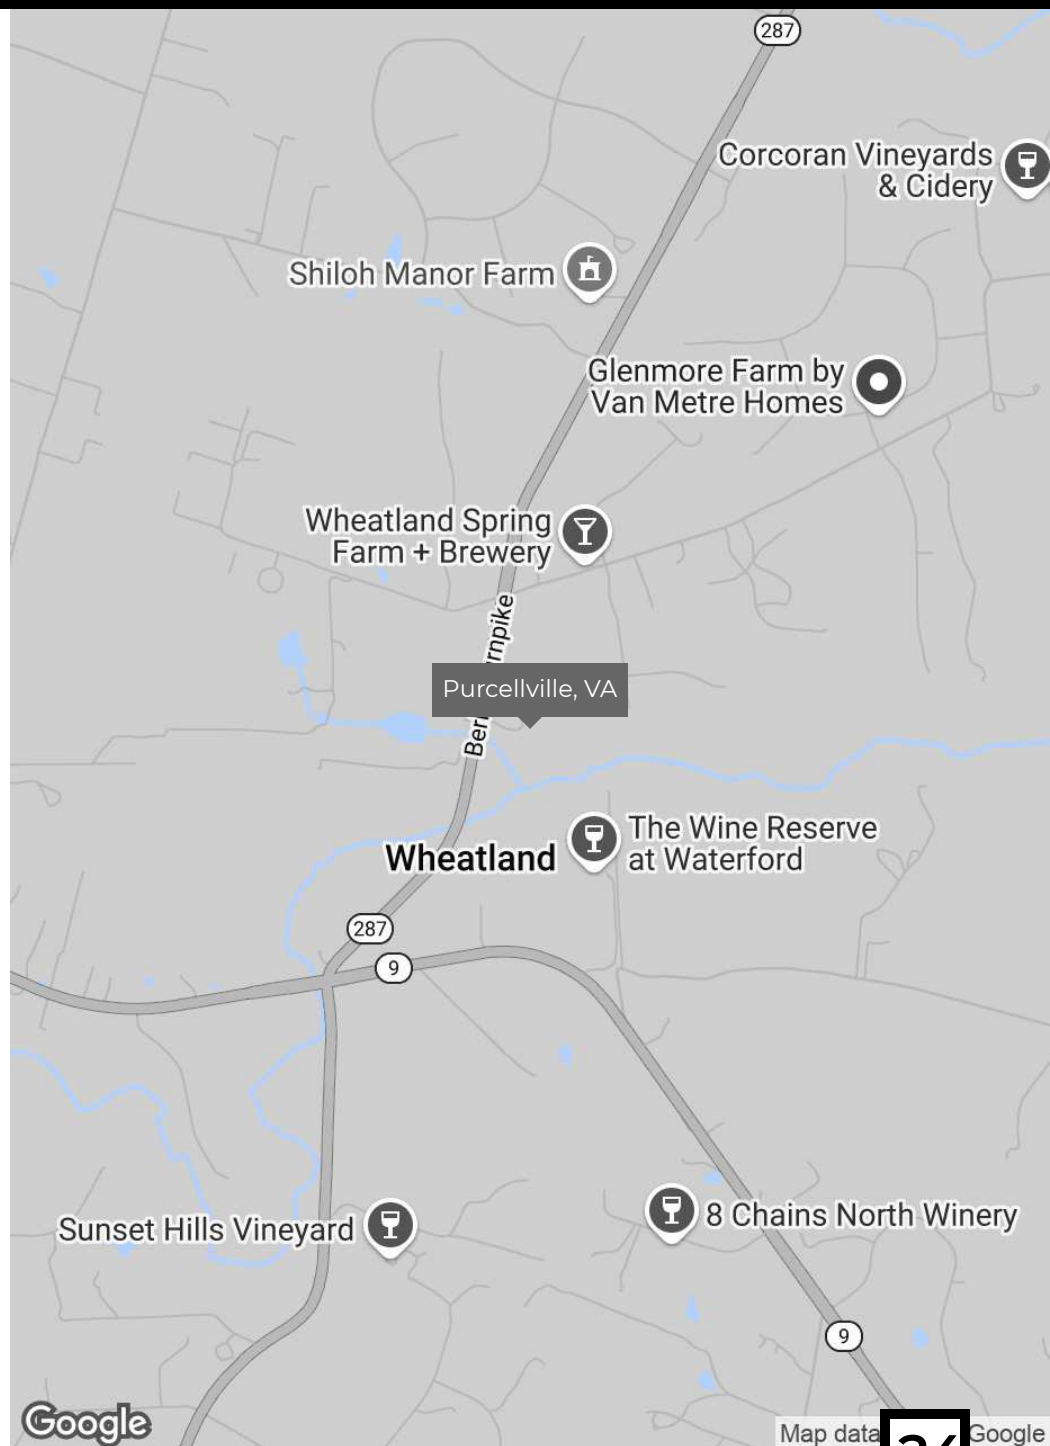 287
Corcoran Vineyards
& Cidery
Shiloh Manor Farm
Glenmore Farm by
Van Metre Homes
Wheatland Spring
Farm + Brewery
Purcellville, VA
The Wine Reserve
at Waterford
Wheatland
287
9
Sunset Hills Vineyard
8 Chains North Winery
9
Google
Map data
Google